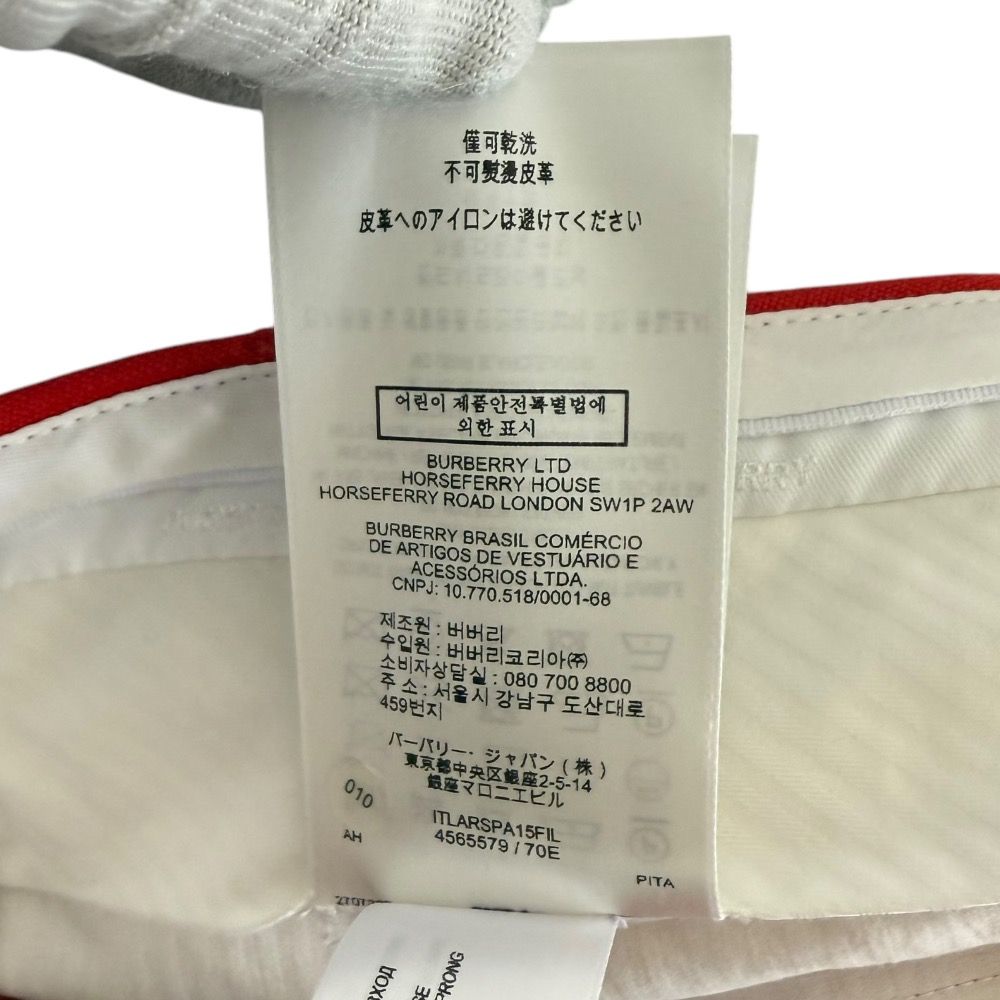 僅可乾洗
不可熨燙皮革
皮革へのアイロンは避けてください
어린이 제품안전특별법에
의한 표시
BURBERRY LTD
HORSEFERRY HOUSE
HORSEFERRY ROAD LONDON SW1P 2AW
BURBERRY BRASIL COMÉRCIO
DE ARTIGOS DE VESTUÁRIO E
ACESSÓRIOS LTDA.
CNPJ: 10.770.518/0001-68
제조원 : 버버리
수입원 : 버버리코리아㈜
소비자상담실 : 080 700 8800
주 소 : 서울시 강남구 도산대로
459번지
バーバリー・ジャパン(株)
東京都中央区銀座2-5-14
銀座マロニエビル
010
ITLARSPA15FIL
AH
4565579 / 70E
PITA
PRONG